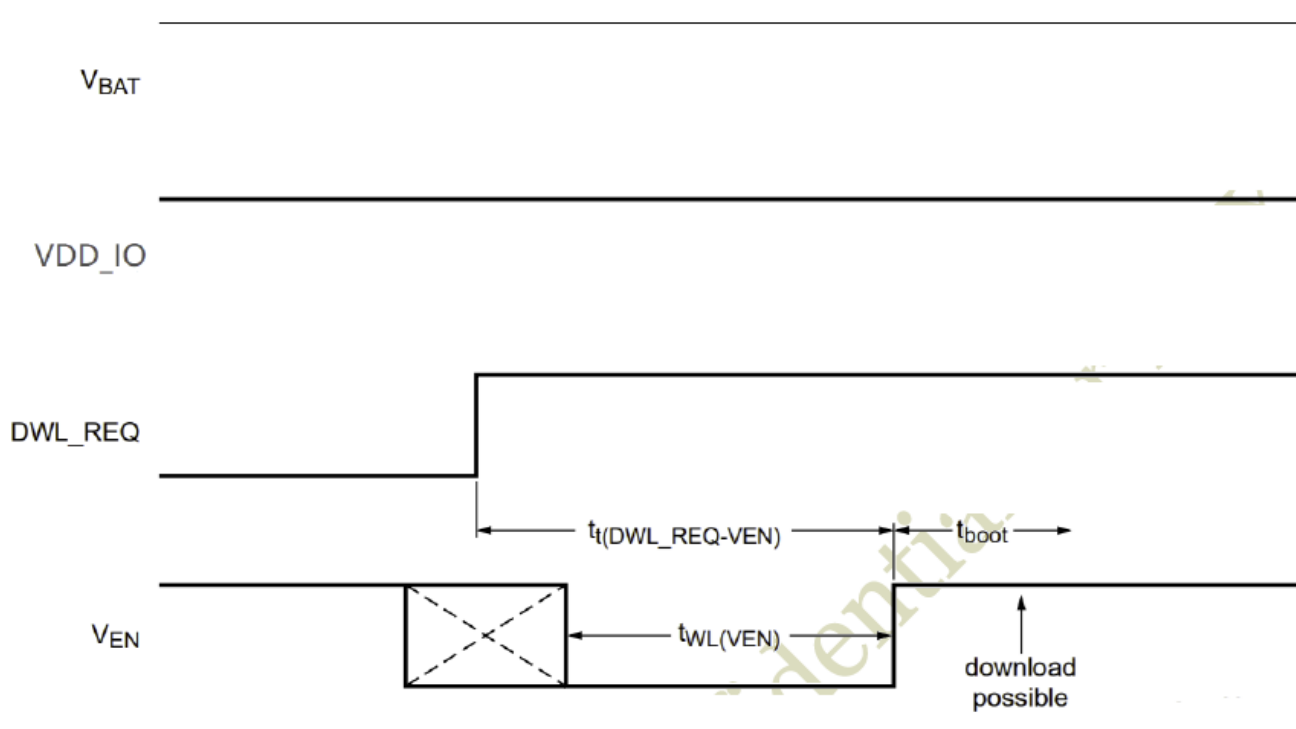 VBAT
VDD_IO
DWL_REQ
tt(DWL_REQ-VEN)
tboot
VEN
tWL(VEN)
download
possible